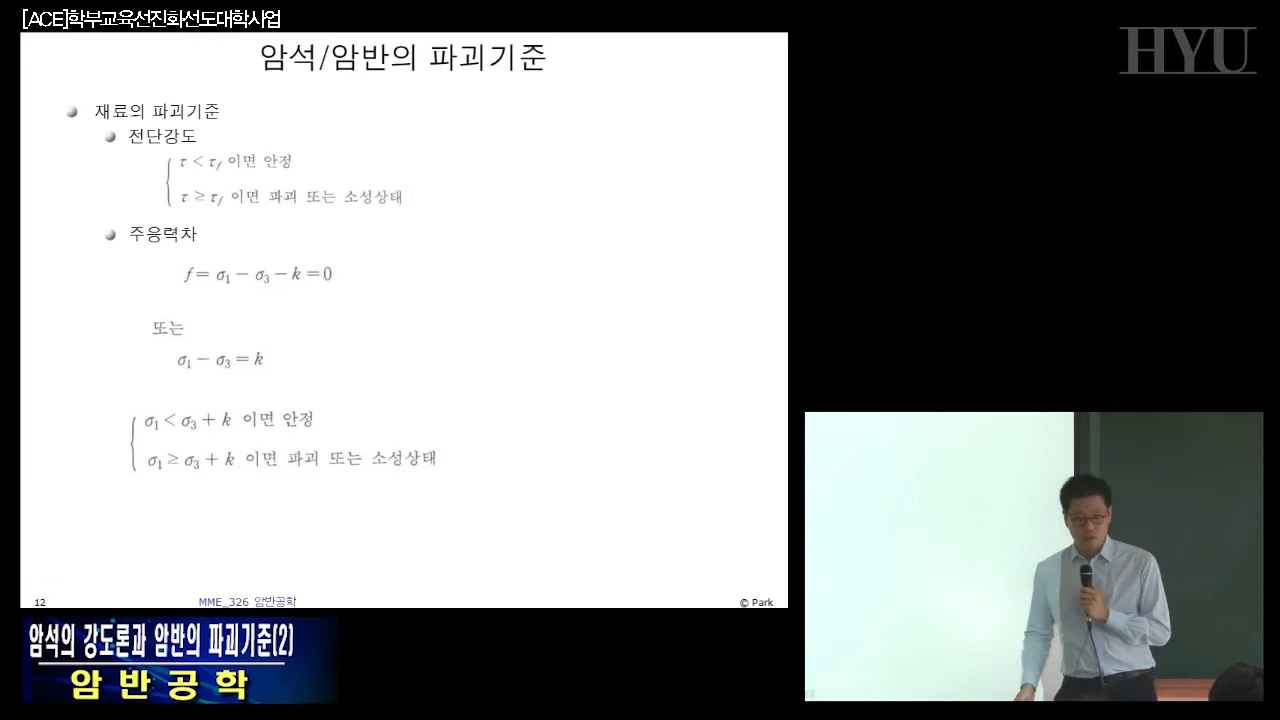 [ACE]학부교육선진화선도대학사업
HYU
암석/암반의 파괴기준
재료의 파괴기준
전단강도
τ < τf 이면 안정
τ ≥ τf 이면 파괴 또는 소성상태
주응력차
f = σ1 − σ3 − k = 0
또는
σ1 − σ3 = k
σ1 < σ3 + k 이면 안정
σ1 ≥ σ3 + k 이면 파괴 또는 소성상태
12
MME_326 암반공학
© Park
암석의 강도론과 암반의 파괴기준(2)
암반공학